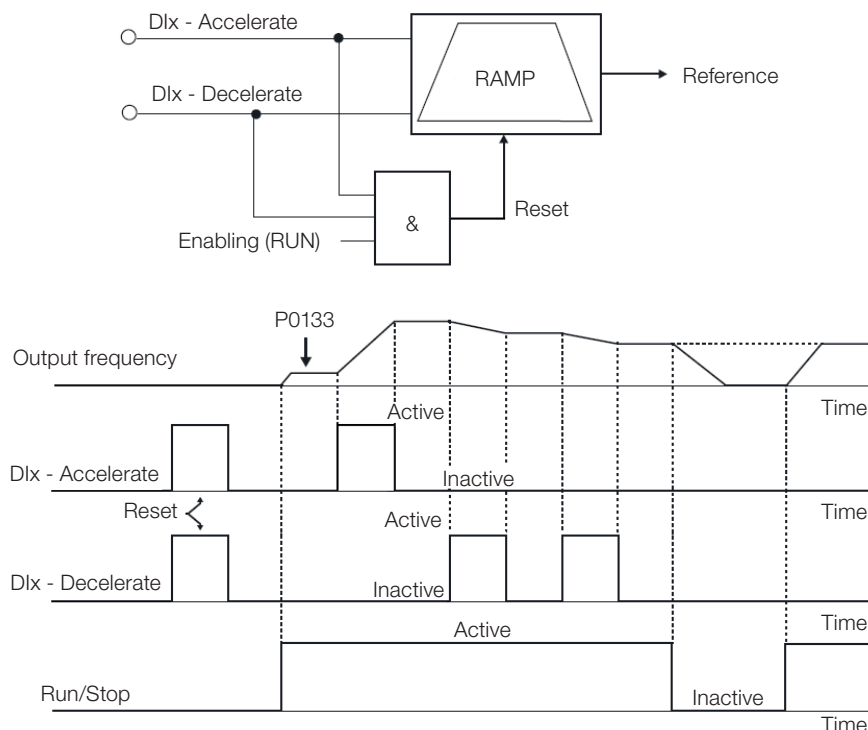 DIx - Accelerate
DIx - Decelerate
RAMP
Reference
Reset
&
Enabling (RUN)
P0133
Output frequency
Time
Active
DIx - Accelerate
Inactive
Time
Reset
Active
DIx - Decelerate
Inactive
Time
Active
Run/Stop
Inactive
Time